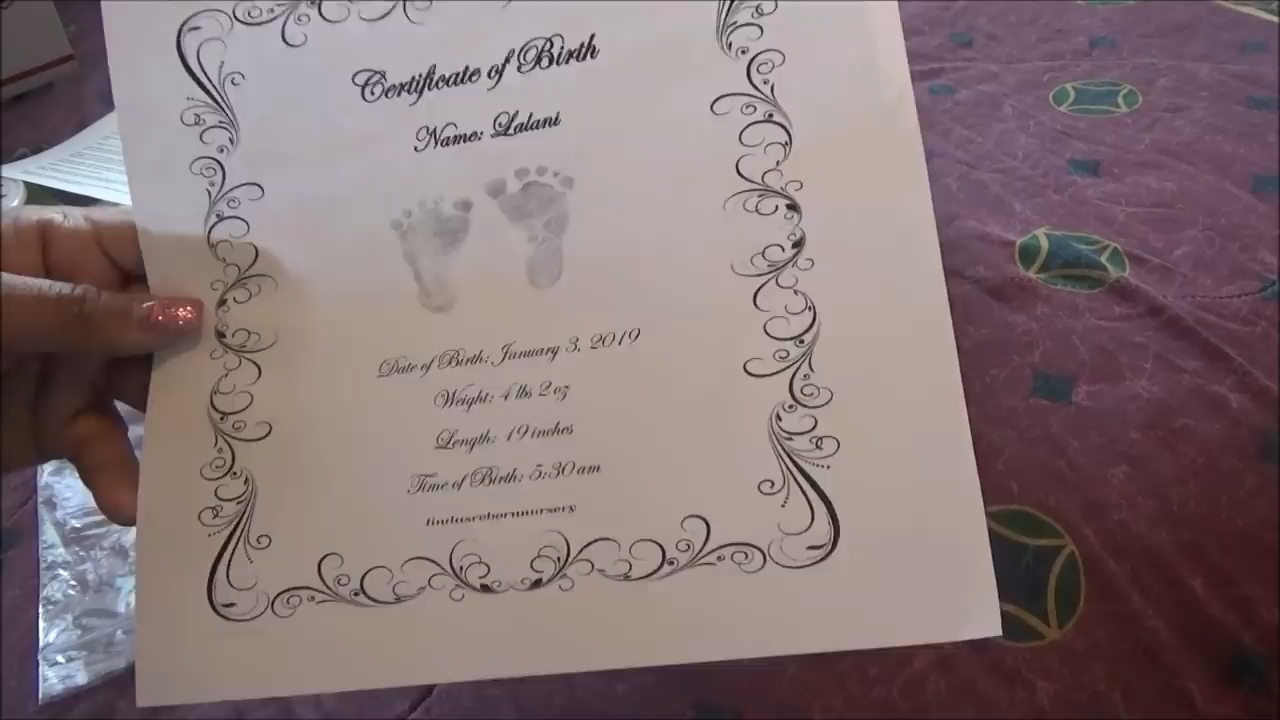 Certificate of Birth
Name: Lalani
Date of Birth: January 3, 2019
Weight: 4 lbs 2 oz
Length: 19 inches
Time of Birth: 5:30 am
lindasrebornnursery